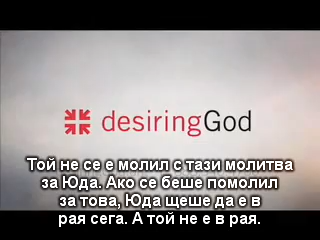 desiringGod
Той не се е молил с тази молитва
за Юда. Ако се беше помолил
за това, Юда щеше да е в
рая сега. А той не е в рая.